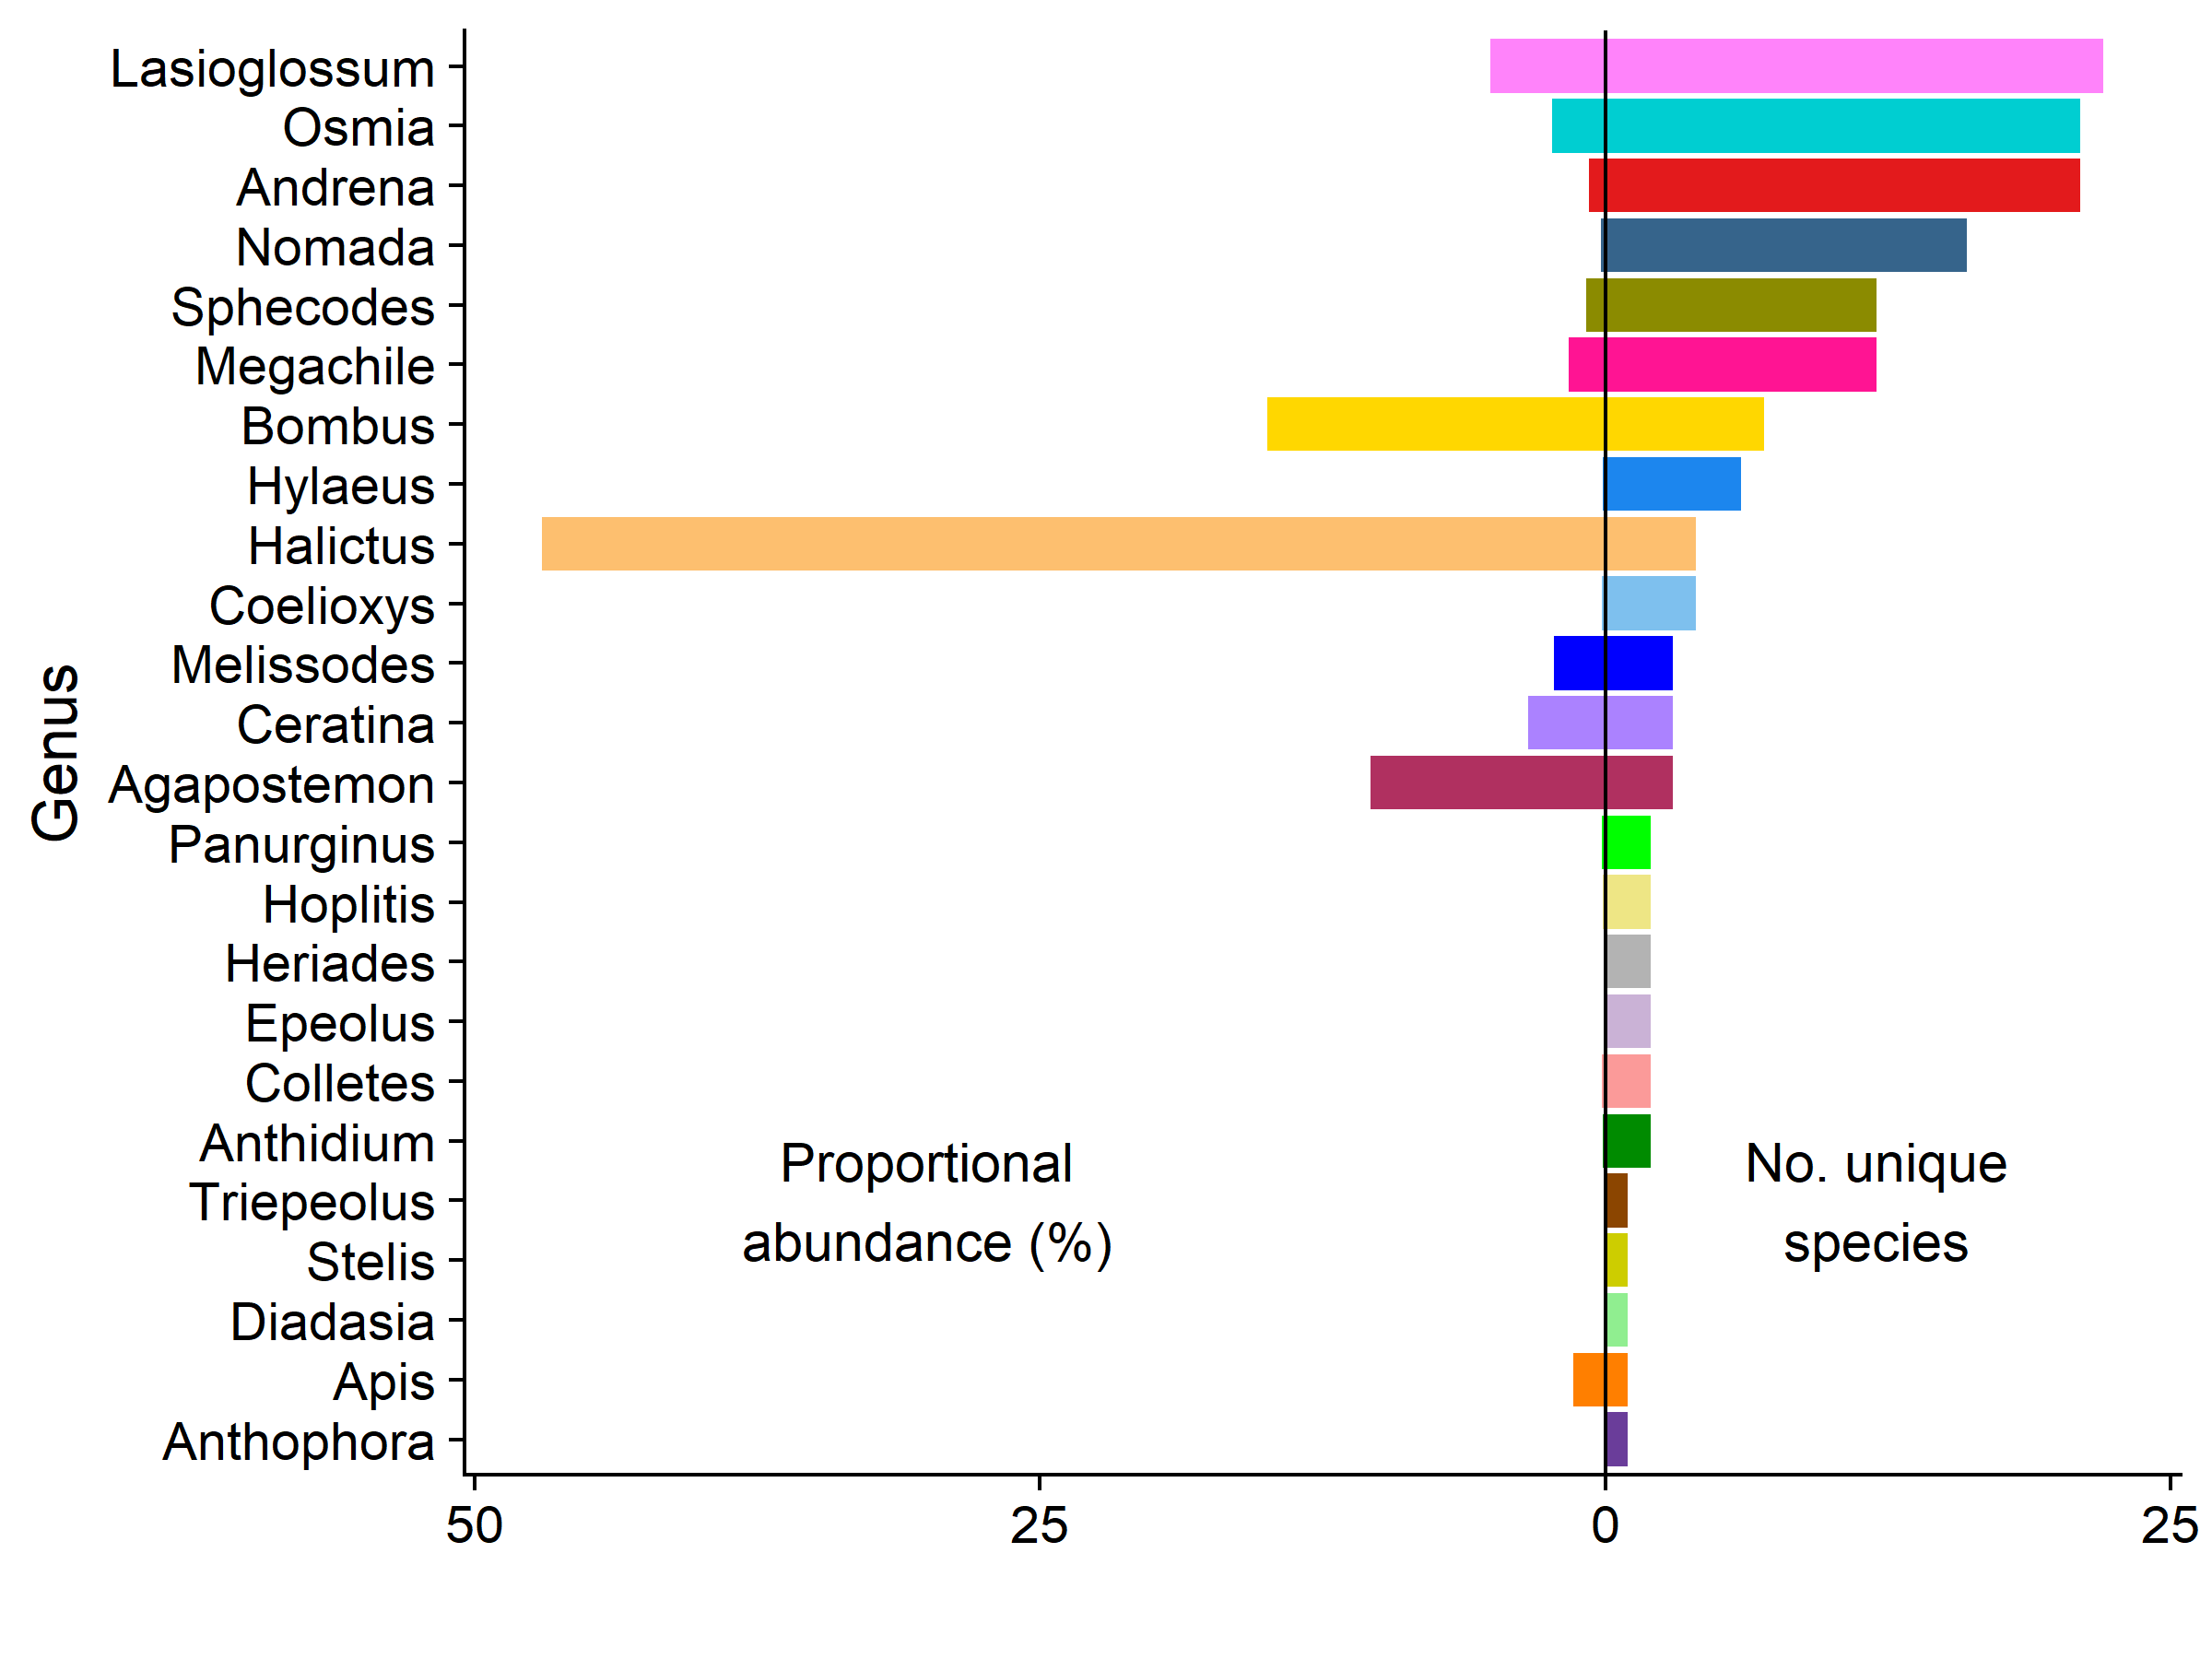 Lasioglossum
Osmia
Andrena
Nomada
Sphecodes
Megachile
Bombus
Hylaeus
Halictus
Coelioxys
Melissodes
Ceratina
Agapostemon
Panurginus
Hoplitis
Heriades
Epeolus
Colletes
Anthidium
Triepeolus
Stelis
Diadasia
Apis
Anthophora
Genus
Proportional
abundance (%)
No. unique
species
50 25 0 25